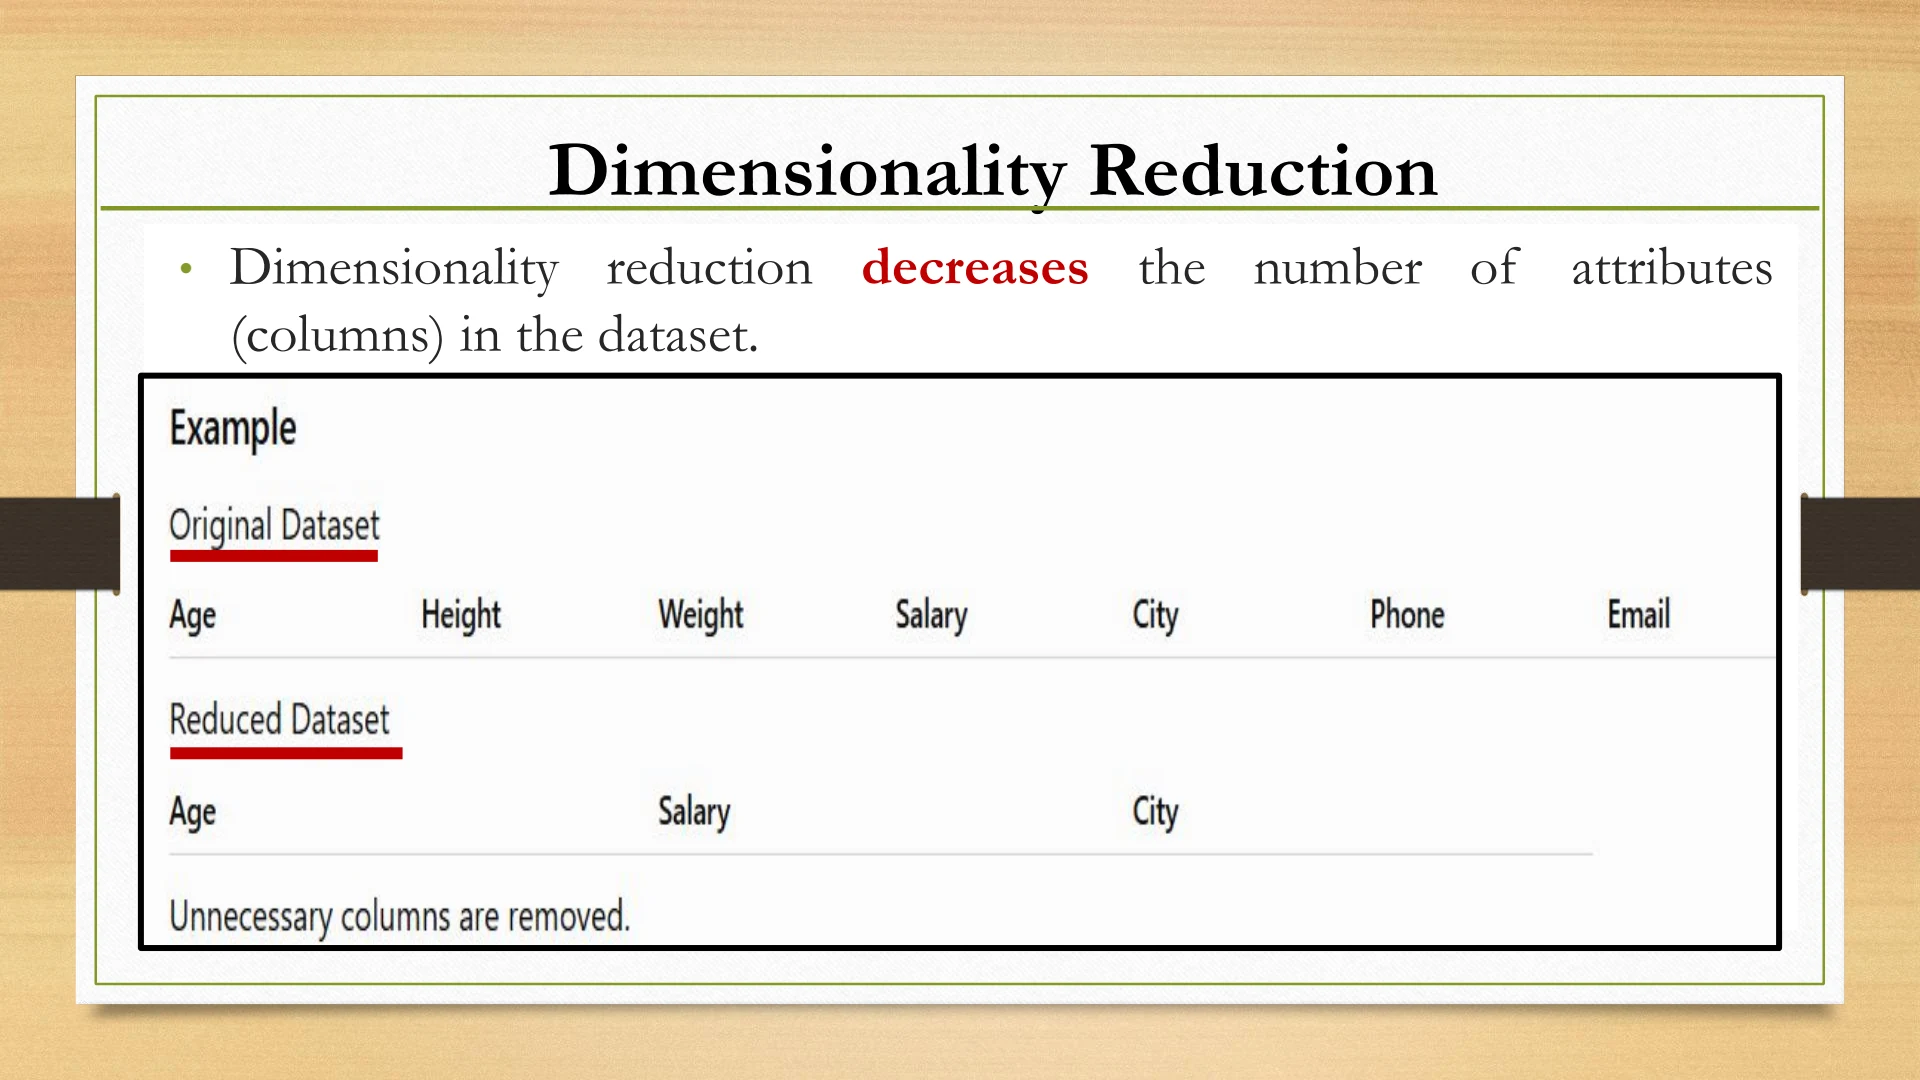 Dimensionality Reduction
• Dimensionality reduction decreases the number of attributes
(columns) in the dataset.
Example
Original Dataset
Age Height Weight Salary City Phone Email
Reduced Dataset
Age Salary City
Unnecessary columns are removed.